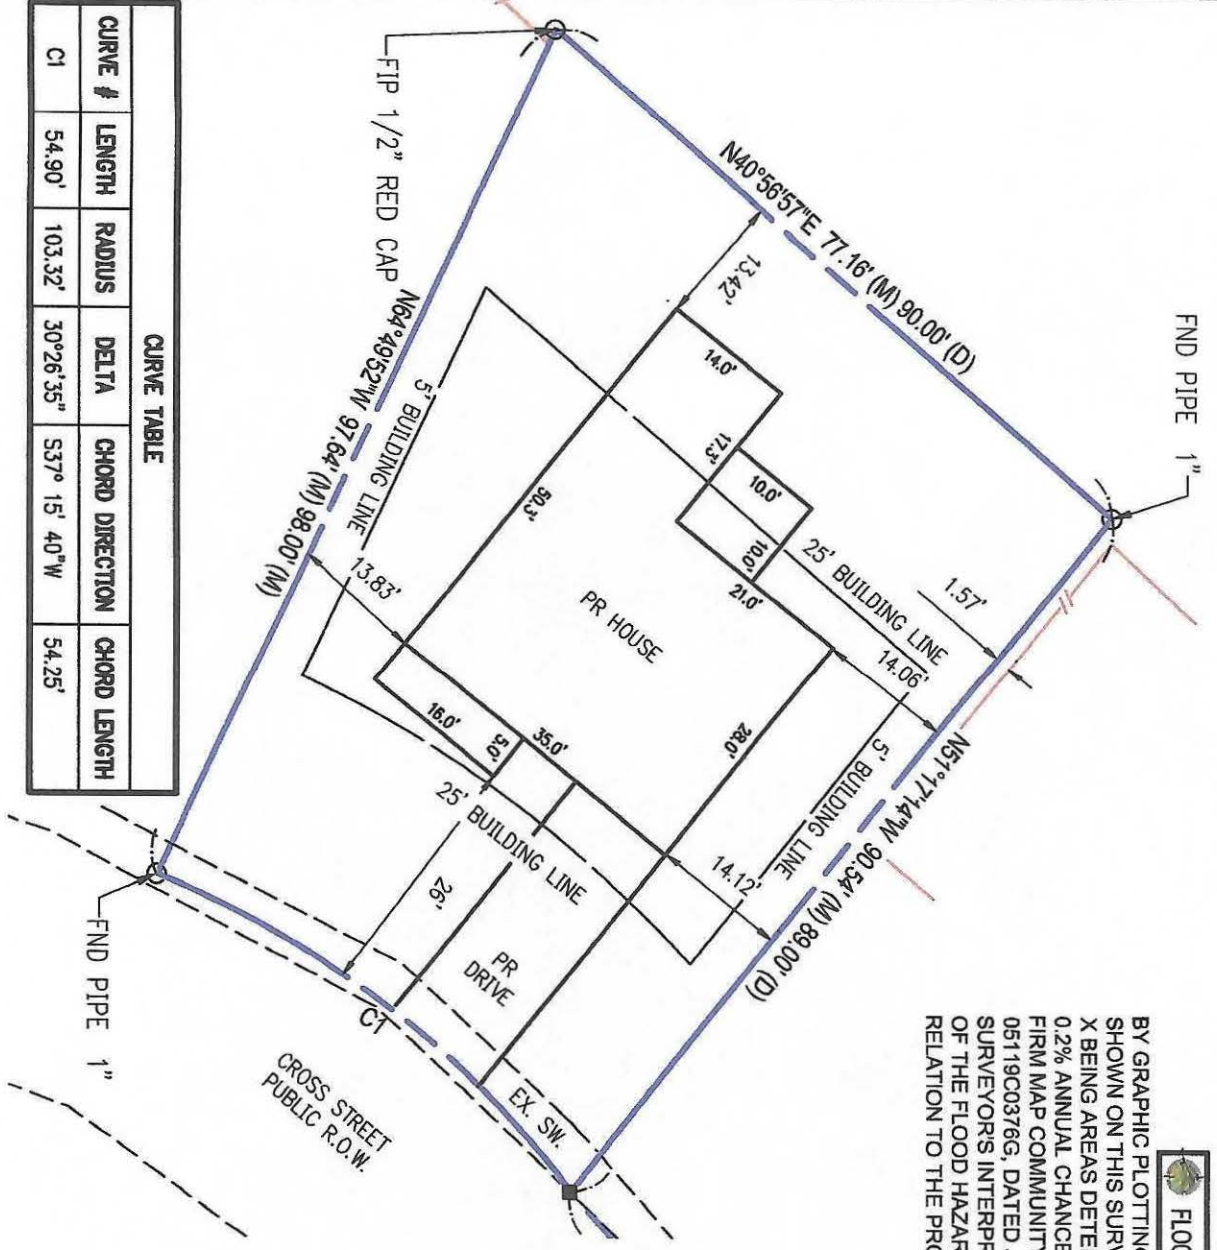 FND PIPE 1"
FIP 1/2" RED CAP
N40°56'57"E 77.16' (M) 90.00' (D)
13.42'
14.0'
17.3'
10.0'
10.0'
21.0'
50.3'
PR HOUSE
25' BUILDING LINE
1.57'
14.06'
N51°17'14"W 90.54' (M) 89.00' (D)
5' BUILDING LINE
28.0'
14.12'
N64°49'52"W 97.64' (M) 98.00' (M)
5' BUILDING LINE
13.83'
16.0'
5.0'
35.0'
25' BUILDING LINE
26'
PR
DRIVE
C1
EX. SW.
CROSS STREET
PUBLIC R.O.W.
FND PIPE 1"
CURVE TABLE
CURVE # LENGTH RADIUS DELTA CHORD DIRECTION CHORD LENGTH
C1 54.90' 103.32' 30°26'35" S37° 15' 40"W 54.25'
FLOO
BY GRAPHIC PLOTTING
SHOWN ON THIS SURV
X BEING AREAS DETE
0.2% ANNUAL CHANCE
FIRM MAP COMMUNITY
05119C0376G, DATED
SURVEYOR'S INTERPR
OF THE FLOOD HAZAR
RELATION TO THE PRO